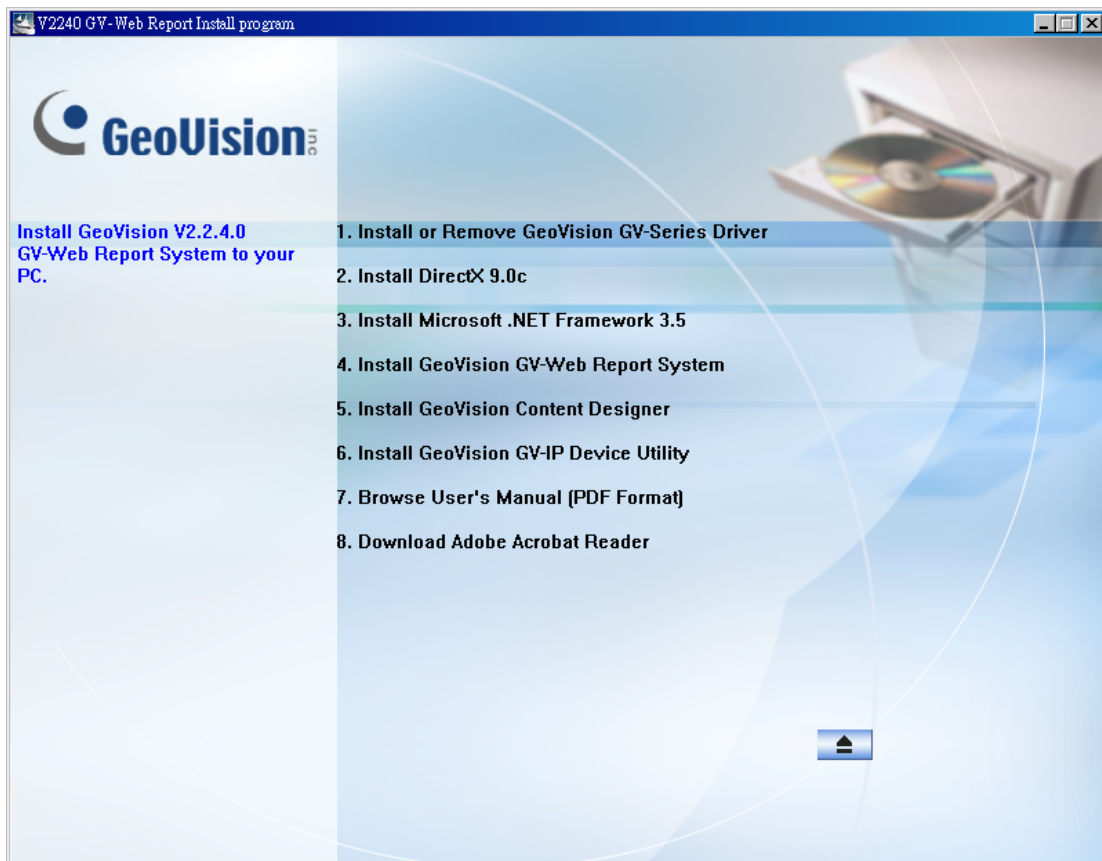 V2240 GV-Web Report Install program
GeoVision inc
Install GeoVision V2.2.4.0
GV-Web Report System to your
PC.
1. Install or Remove GeoVision GV-Series Driver
2. Install DirectX 9.0c
3. Install Microsoft .NET Framework 3.5
4. Install GeoVision GV-Web Report System
5. Install GeoVision Content Designer
6. Install GeoVision GV-IP Device Utility
7. Browse User's Manual (PDF Format)
8. Download Adobe Acrobat Reader